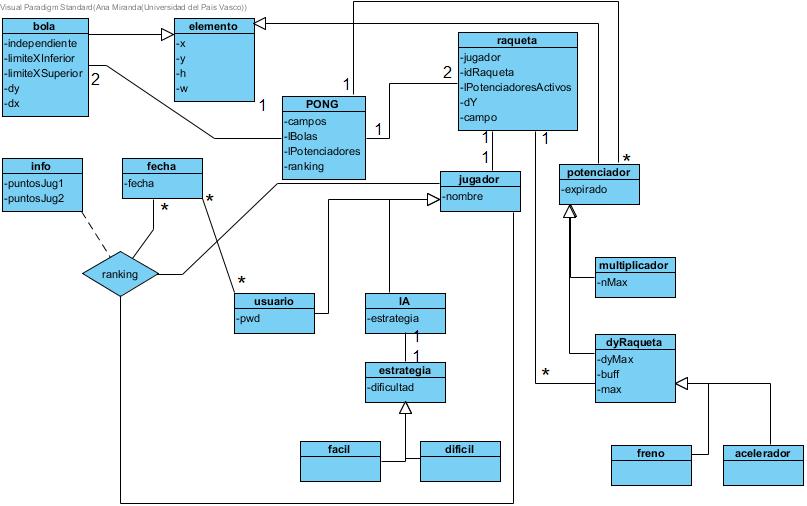 Visual Paradigm Standard(Ana Miranda(Universidad del País Vasco))
bola
-independiente
-limiteXInferior
-limiteXSuperior
-dy
-dx
2
elemento
-x
-y
-h
-w
1
PONG
-campos
-lBolas
-lPotenciadores
-ranking
1
1
2
raqueta
-jugador
-idRaqueta
-lPotenciadoresActivos
-dY
-campo
1
1
1
*
potenciador
-expirado
info
-puntosJug1
-puntosJug2
fecha
-fecha
*
*
jugador
-nombre
ranking
*
usuario
-pwd
IA
-estrategia
1
1
estrategia
-dificultad
multiplicador
-nMax
dyRaqueta
-dyMax
-buff
-max
*
facil
dificil
freno
acelerador